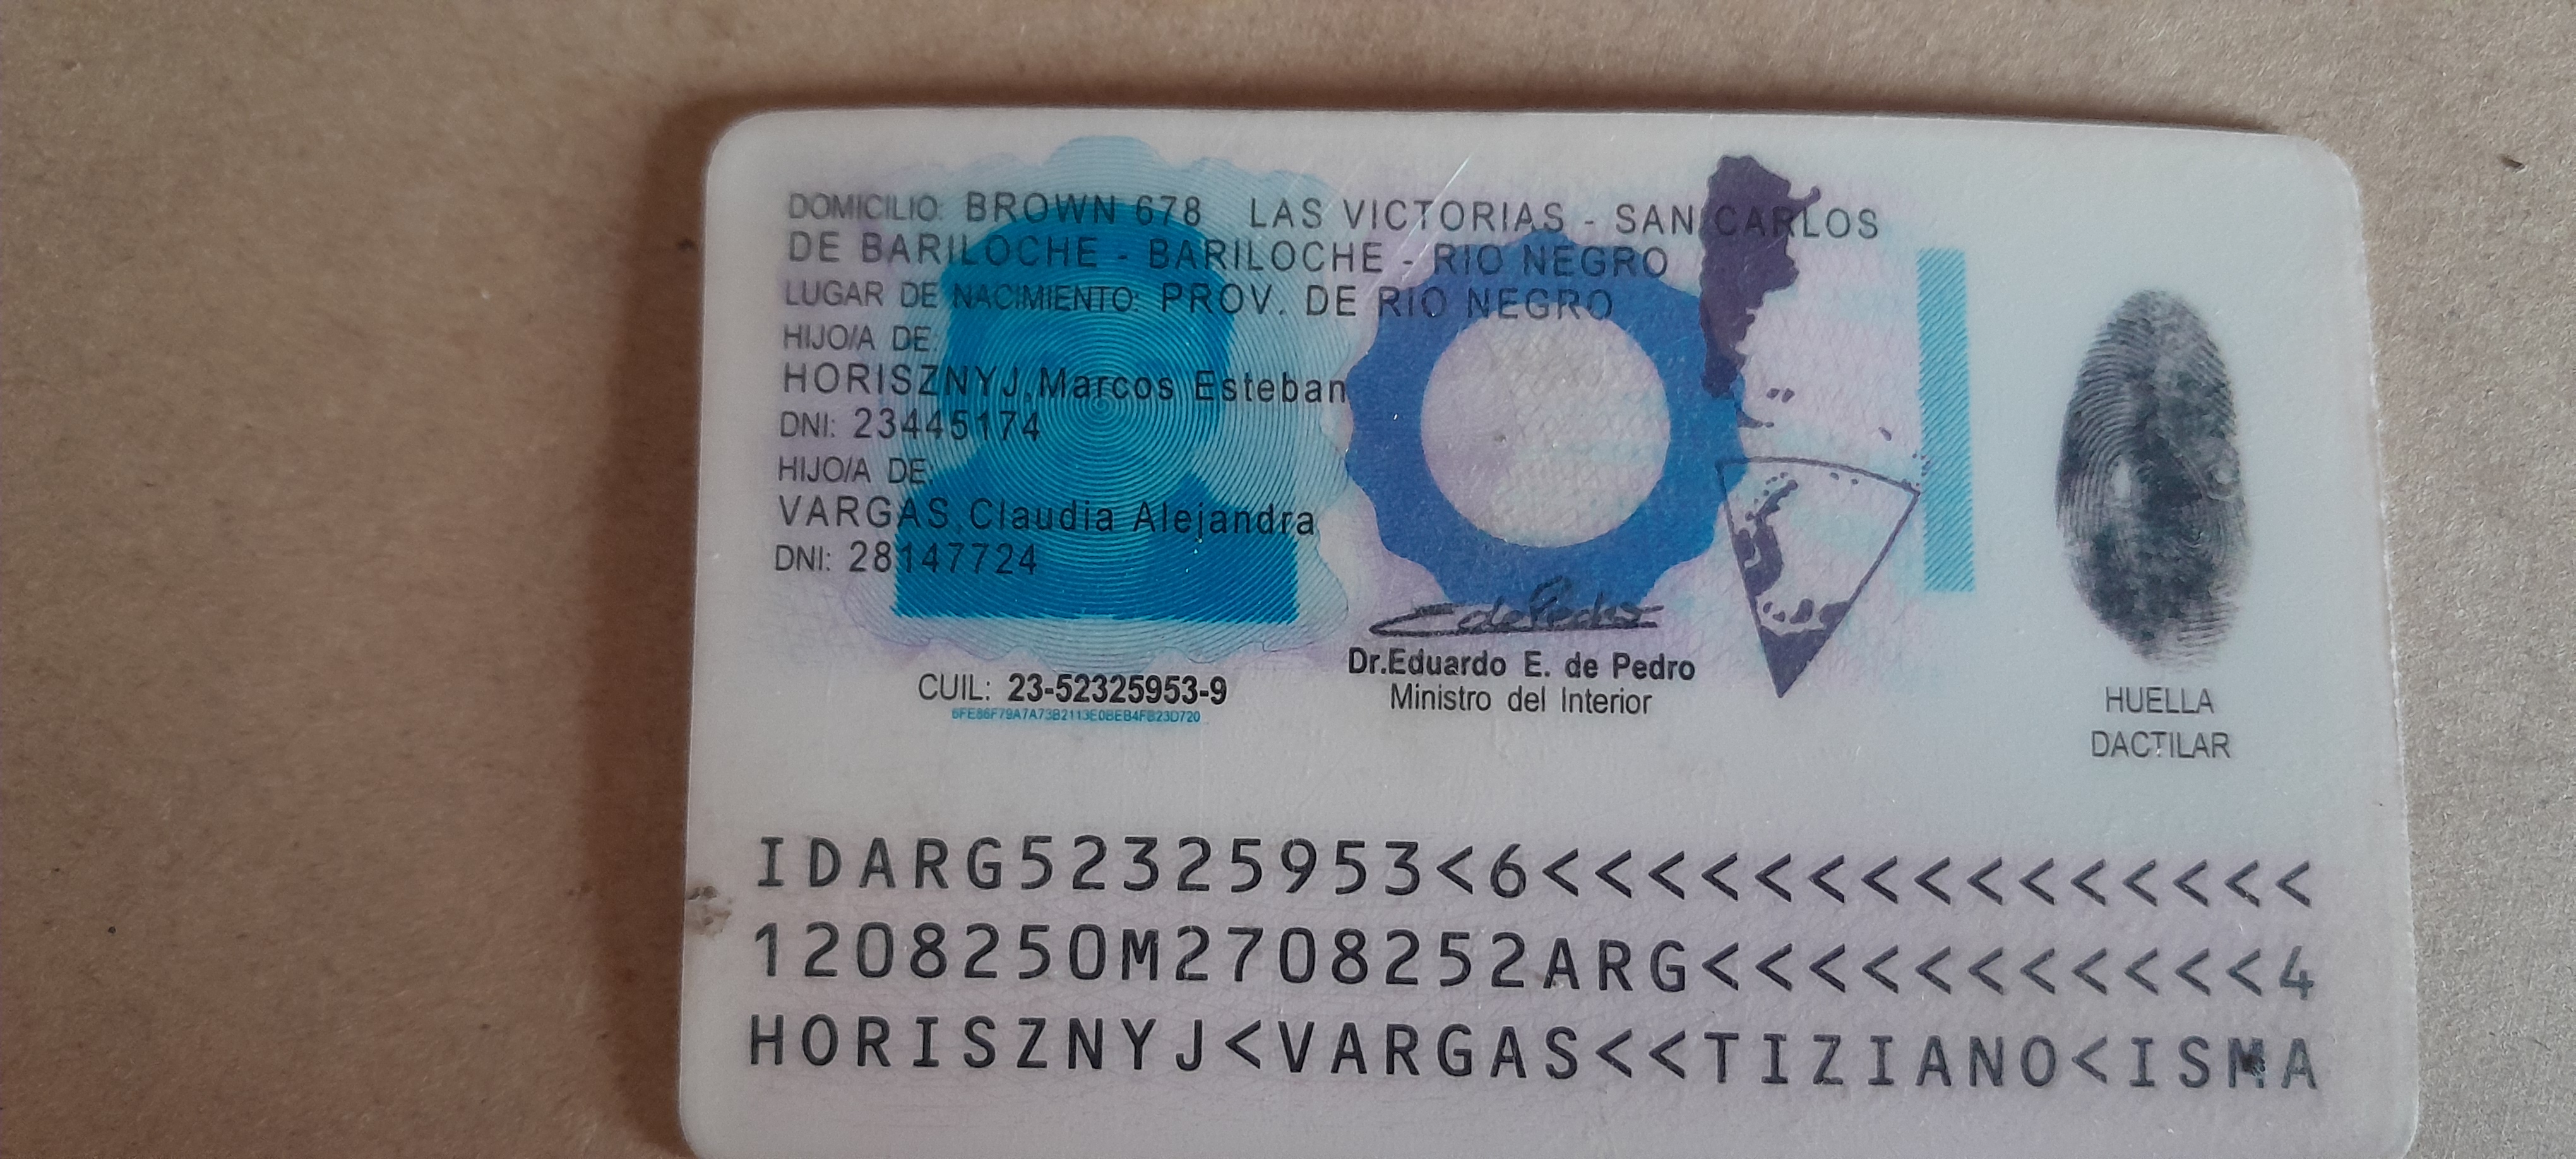 DOMICILIO: BROWN 678 LAS VICTORIAS - SAN CARLOS
DE BARILOCHE - BARILOCHE - RIO NEGRO
LUGAR DE NACIMIENTO: PROV. DE RIO NEGRO
HIJO/A DE:
HORISZNYJ,Marcos Esteban
DNI: 23445174
HIJO/A DE:
VARGAS,Claudia Alejandra
DNI: 28147724
Dr.Eduardo E. de Pedro
Ministro del Interior
CUIL: 23-52325953-9
HUELLA
DACTILAR
IDARG52325953<6<<<<<<<<<<<<<<<
1208250M2708252ARG<<<<<<<<<<<4
HORISZNYJ<VARGAS<<TIZIANO<ISMA